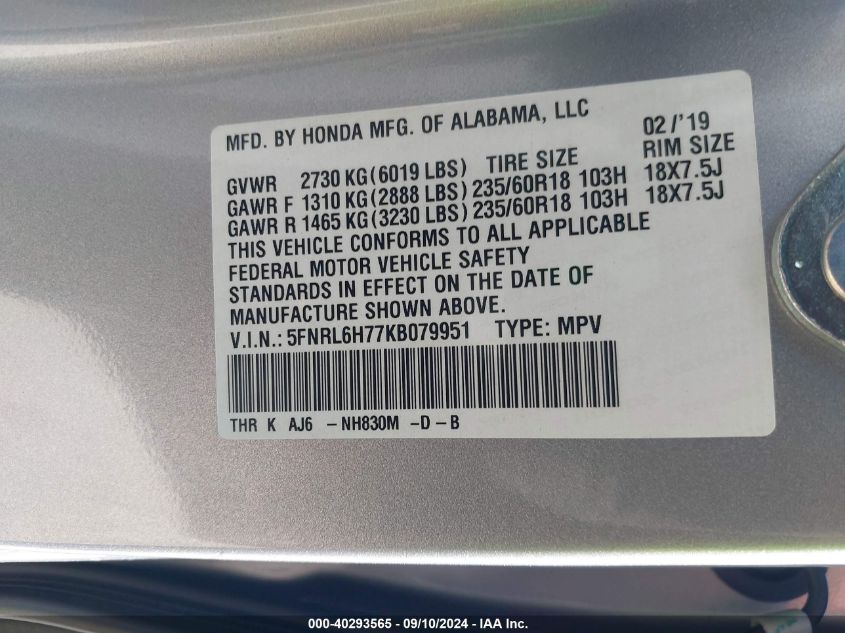 MFD. BY HONDA MFG. OF ALABAMA, LLC 02/'19
GVWR 2730 KG(6019 LBS) TIRE SIZE RIM SIZE
GAWR F 1310 KG(2888 LBS) 235/60R18 103H 18X7.5J
GAWR R 1465 KG(3230 LBS) 235/60R18 103H 18X7.5J
THIS VEHICLE CONFORMS TO ALL APPLICABLE
FEDERAL MOTOR VEHICLE SAFETY
STANDARDS IN EFFECT ON THE DATE OF
MANUFACTURE SHOWN ABOVE.
V.I.N.: 5FNRL6H77KB079951 TYPE: MPV
THR K AJ6 -NH830M -D-B
000-40293565 - 09/10/2024 - IAA Inc.